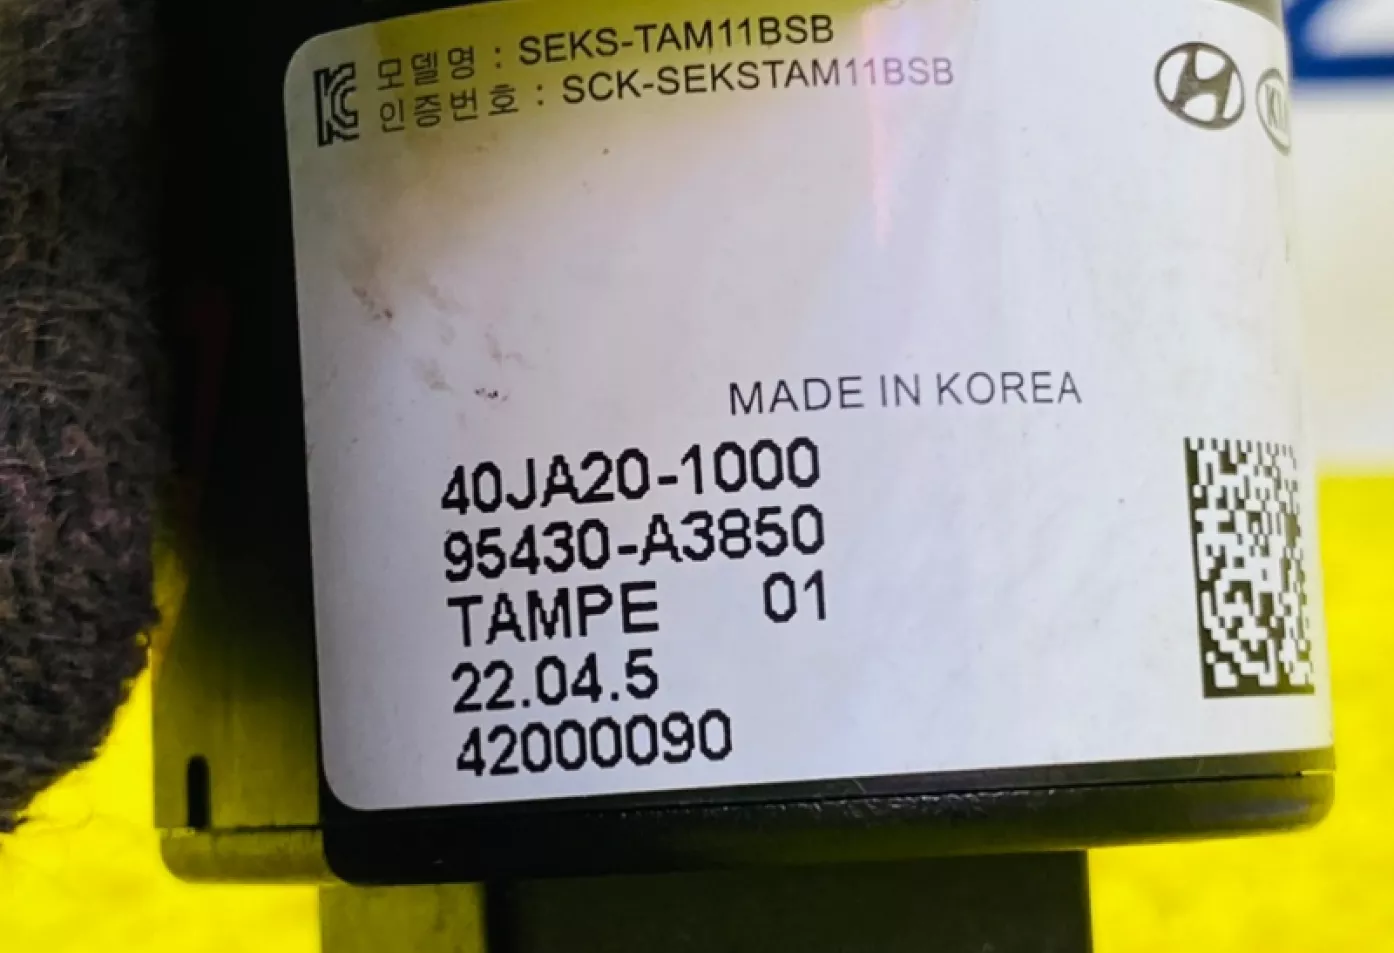 모델명 : SEKS-TAM11BSB
인증번호 : SCK-SEKSTAM11BSB
KIA
MADE IN KOREA
40JA20-1000
95430-A3850
TAMPE 01
22.04.5
42000090